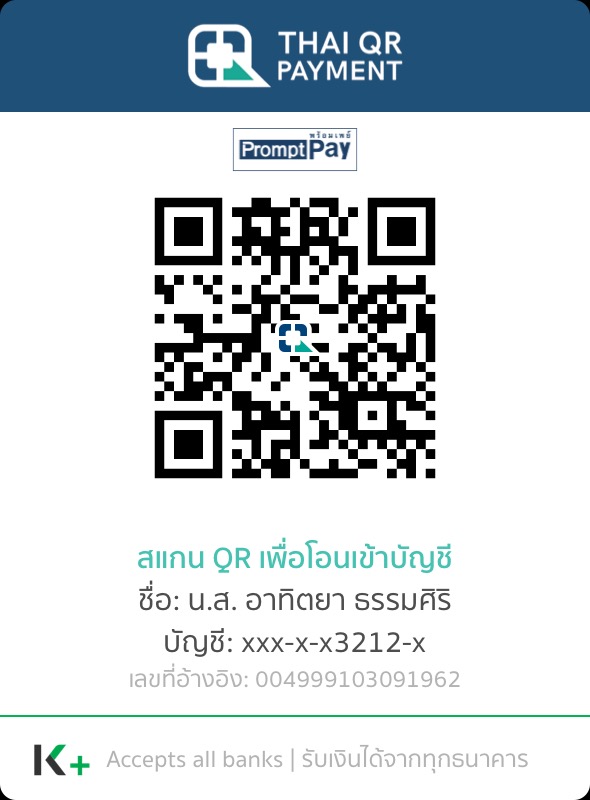 THAI QR
PAYMENT
พร้อมเพย์
PromptPay
สแกน QR เพื่อโอนเข้าบัญชี
ชื่อ: น.ส. อาทิตยา ธรรมศิริ
บัญชี: xxx-x-x3212-x
เลขที่อ้างอิง: 004999103091962
K+ Accepts all banks | รับเงินได้จากทุกธนาคาร